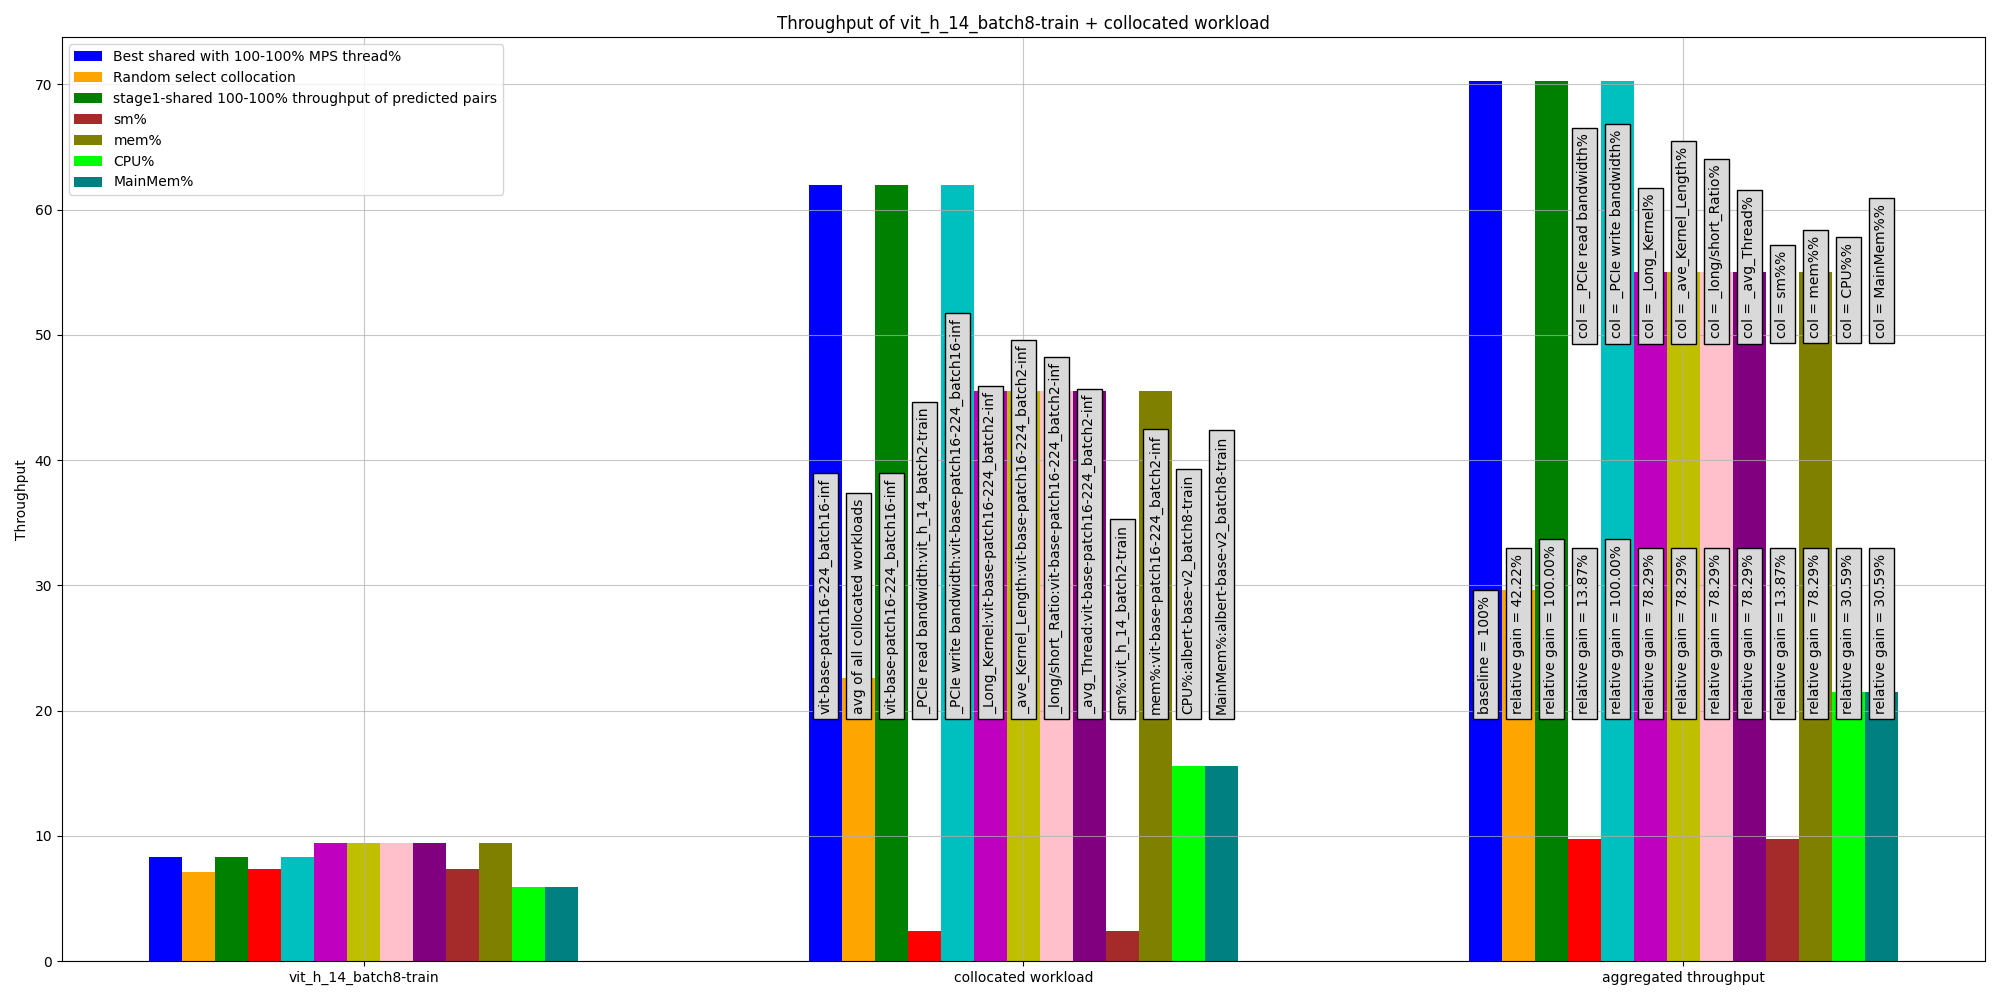 Throughput of vit_h_14_batch8-train + collocated workload
Best shared with 100-100% MPS thread%
Random select collocation
stage1-shared 100-100% throughput of predicted pairs
sm%
mem%
CPU%
MainMem%
Throughput
70
60
50
40
30
20
10
0
vit-base-patch16-224_batch16-inf
avg of all collocated workloads
vit-base-patch16-224_batch16-inf
_PCIe read bandwidth:vit_h_14_batch2-train
_PCIe write bandwidth:vit-base-patch16-224_batch16-inf
_Long_Kernel:vit-base-patch16-224_batch2-inf
_ave_Kernel_Length:vit-base-patch16-224_batch2-inf
_long/short_Ratio:vit-base-patch16-224_batch2-inf
_avg_Thread:vit-base-patch16-224_batch2-inf
sm%:vit_h_14_batch2-train
mem%:vit-base-patch16-224_batch2-inf
CPU%:albert-base-v2_batch8-train
MainMem%:albert-base-v2_batch8-train
col = _PCIe read bandwidth%
col = _PCIe write bandwidth%
col = _Long_Kernel%
col = _ave_Kernel_Length%
col = _long/short_Ratio%
col = _avg_Thread%
col = sm%%
col = mem%%
col = CPU%%
col = MainMem%%
baseline = 100%
relative gain = 42.22%
relative gain = 100.00%
relative gain = 13.87%
relative gain = 100.00%
relative gain = 78.29%
relative gain = 78.29%
relative gain = 78.29%
relative gain = 78.29%
relative gain = 13.87%
relative gain = 78.29%
relative gain = 30.59%
relative gain = 30.59%
vit_h_14_batch8-train
collocated workload
aggregated throughput